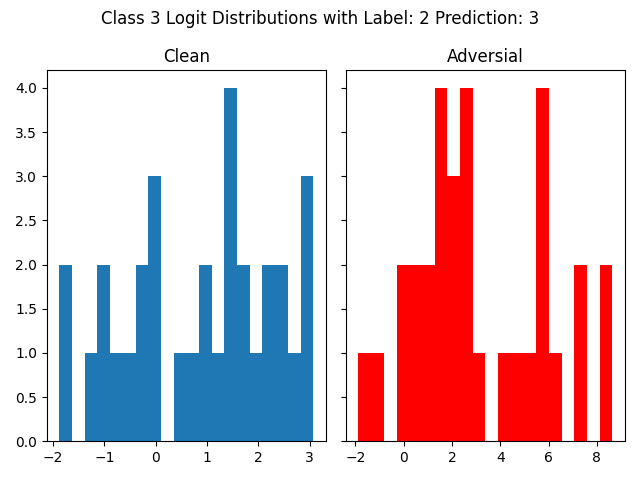 Class 3 Logit Distributions with Label: 2 Prediction: 3
Clean
Adversial
4.0
3.5
3.0
2.5
2.0
1.5
1.0
0.5
0.0
−2 −1 0 1 2 3
−2 0 2 4 6 8